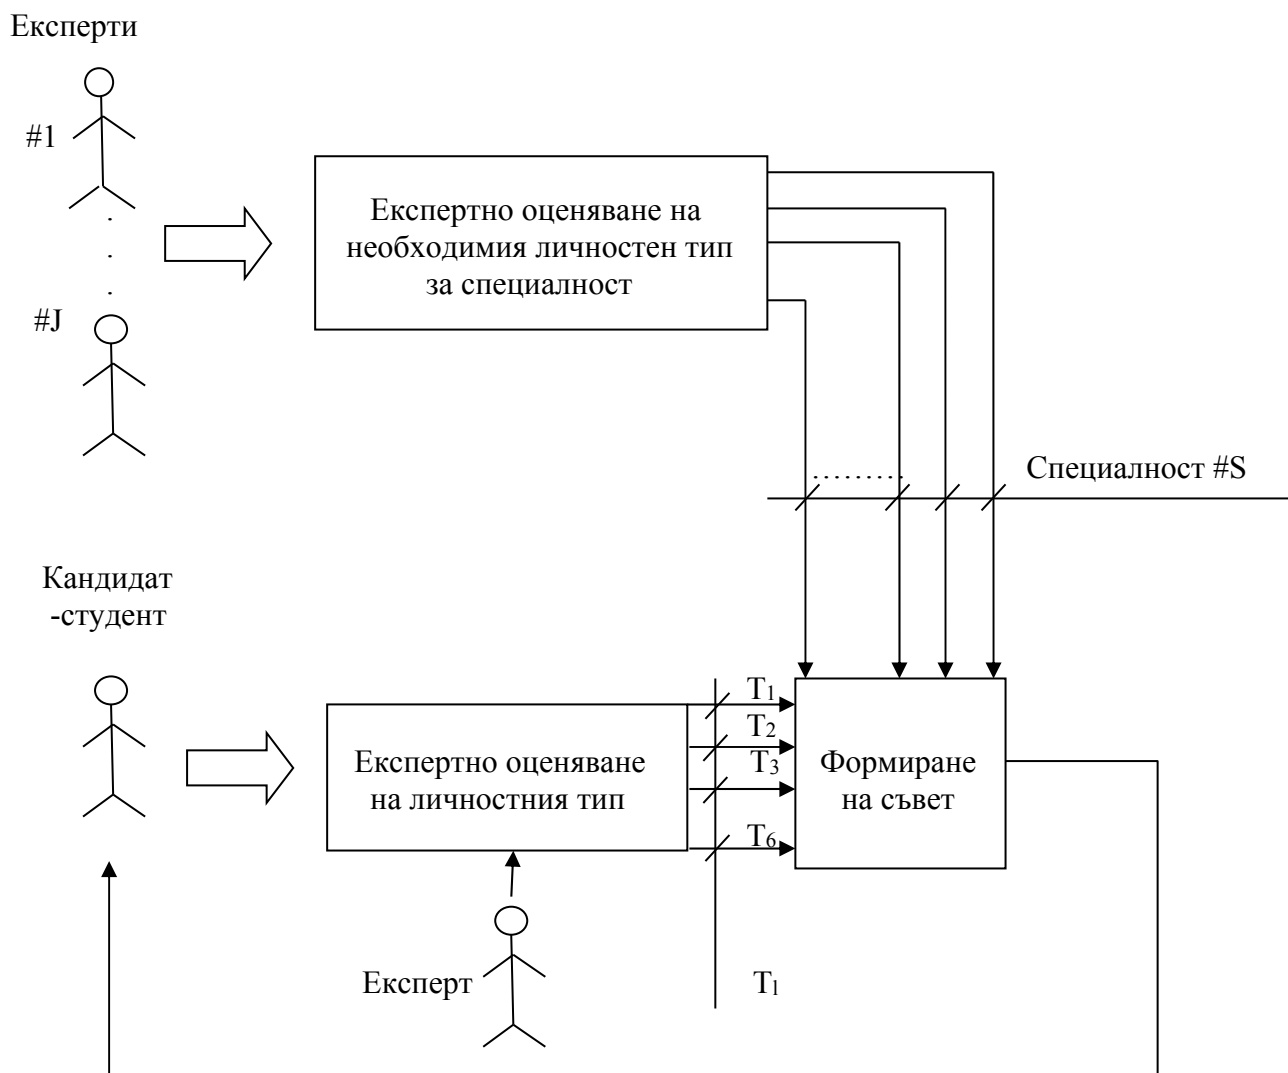 Експерти
#1
Експертно оценяване на
необходимия личностен тип
за специалност
#J
Специалност #S
Кандидат
-студент
T1
T2
T3
T6
Експертно оценяване
на личностния тип
Формиране
на съвет
Експерт
Tl